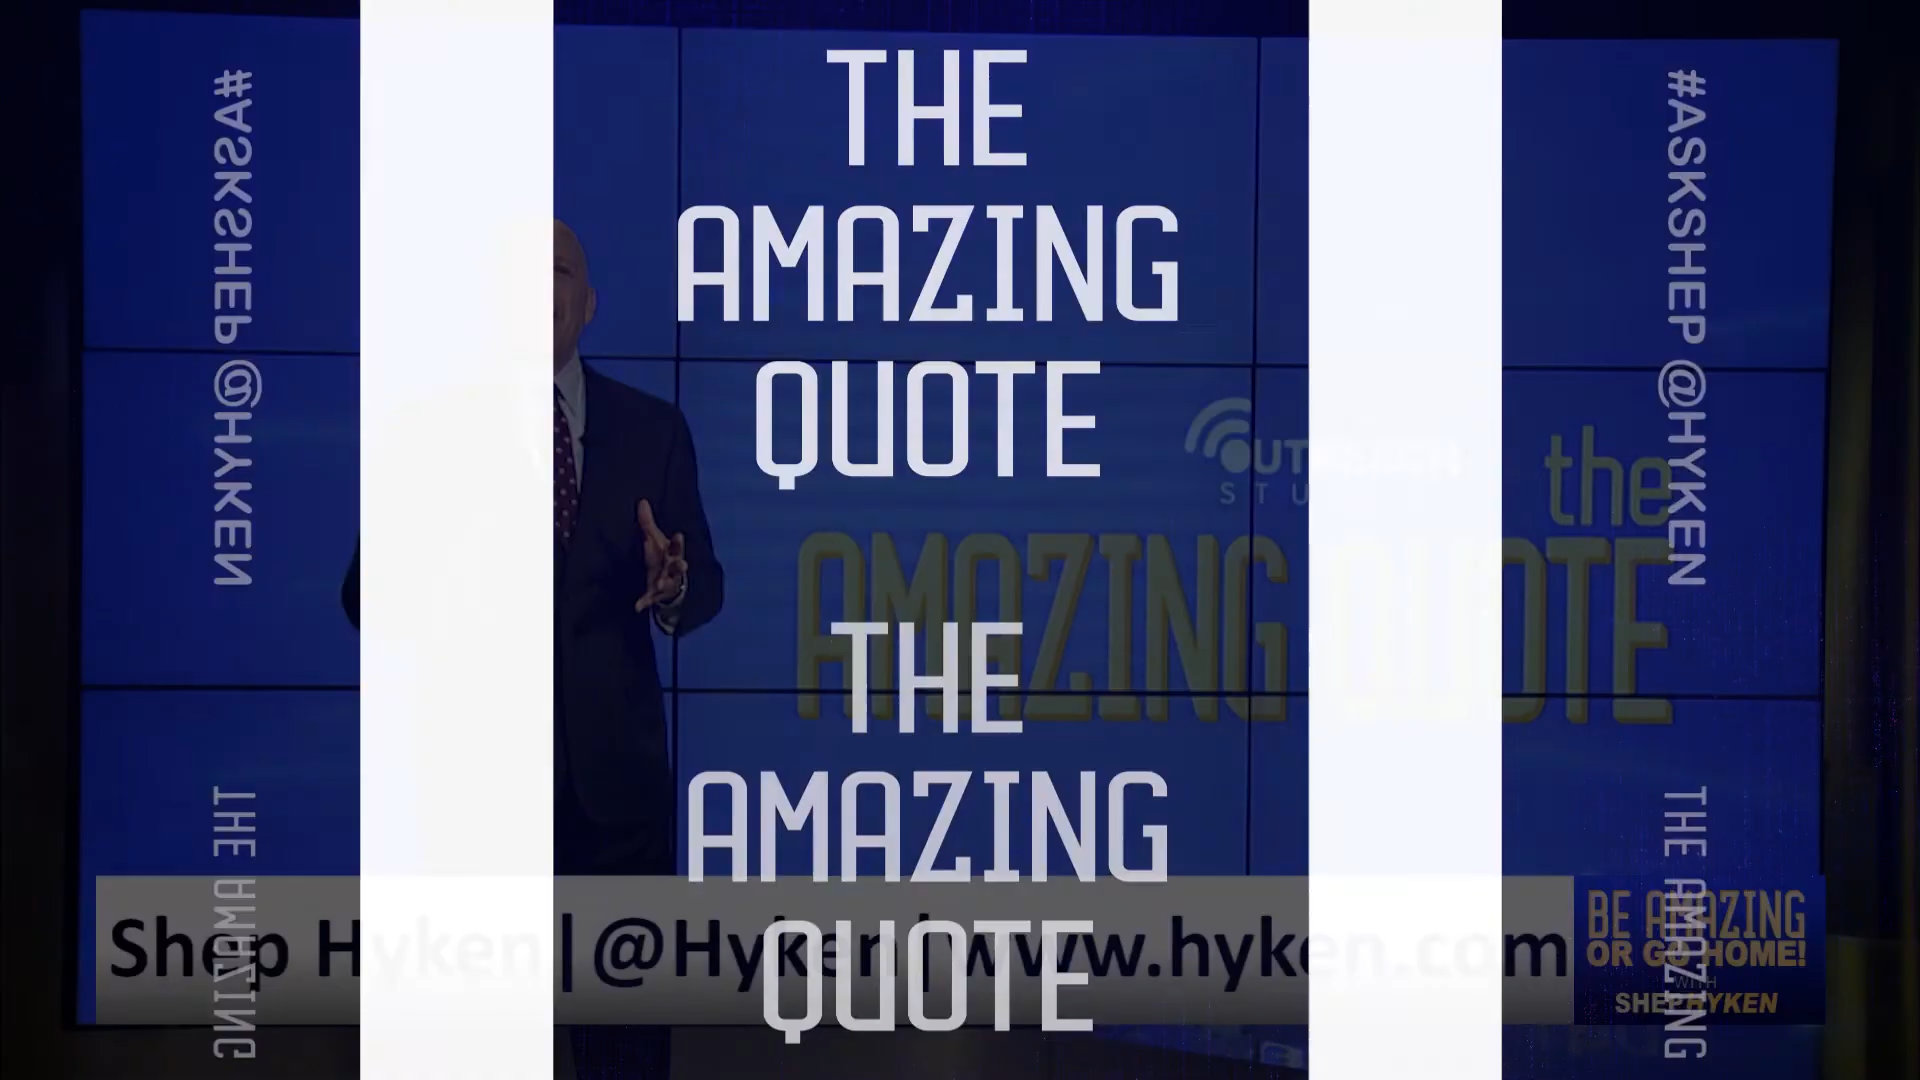 #ASKSHEP @HYKEN
THE
AMAZING
QUOTE
#ASKSHEP @HYKEN
the
AMAZING QUOTE
THE
AMAZING
QUOTE
THE AMAZING
THE AMAZING
Shep Hyken|@Hyken|www.hyken.com
BE AMAZING
OR GO HOME!
WITH
SHEP HYKEN